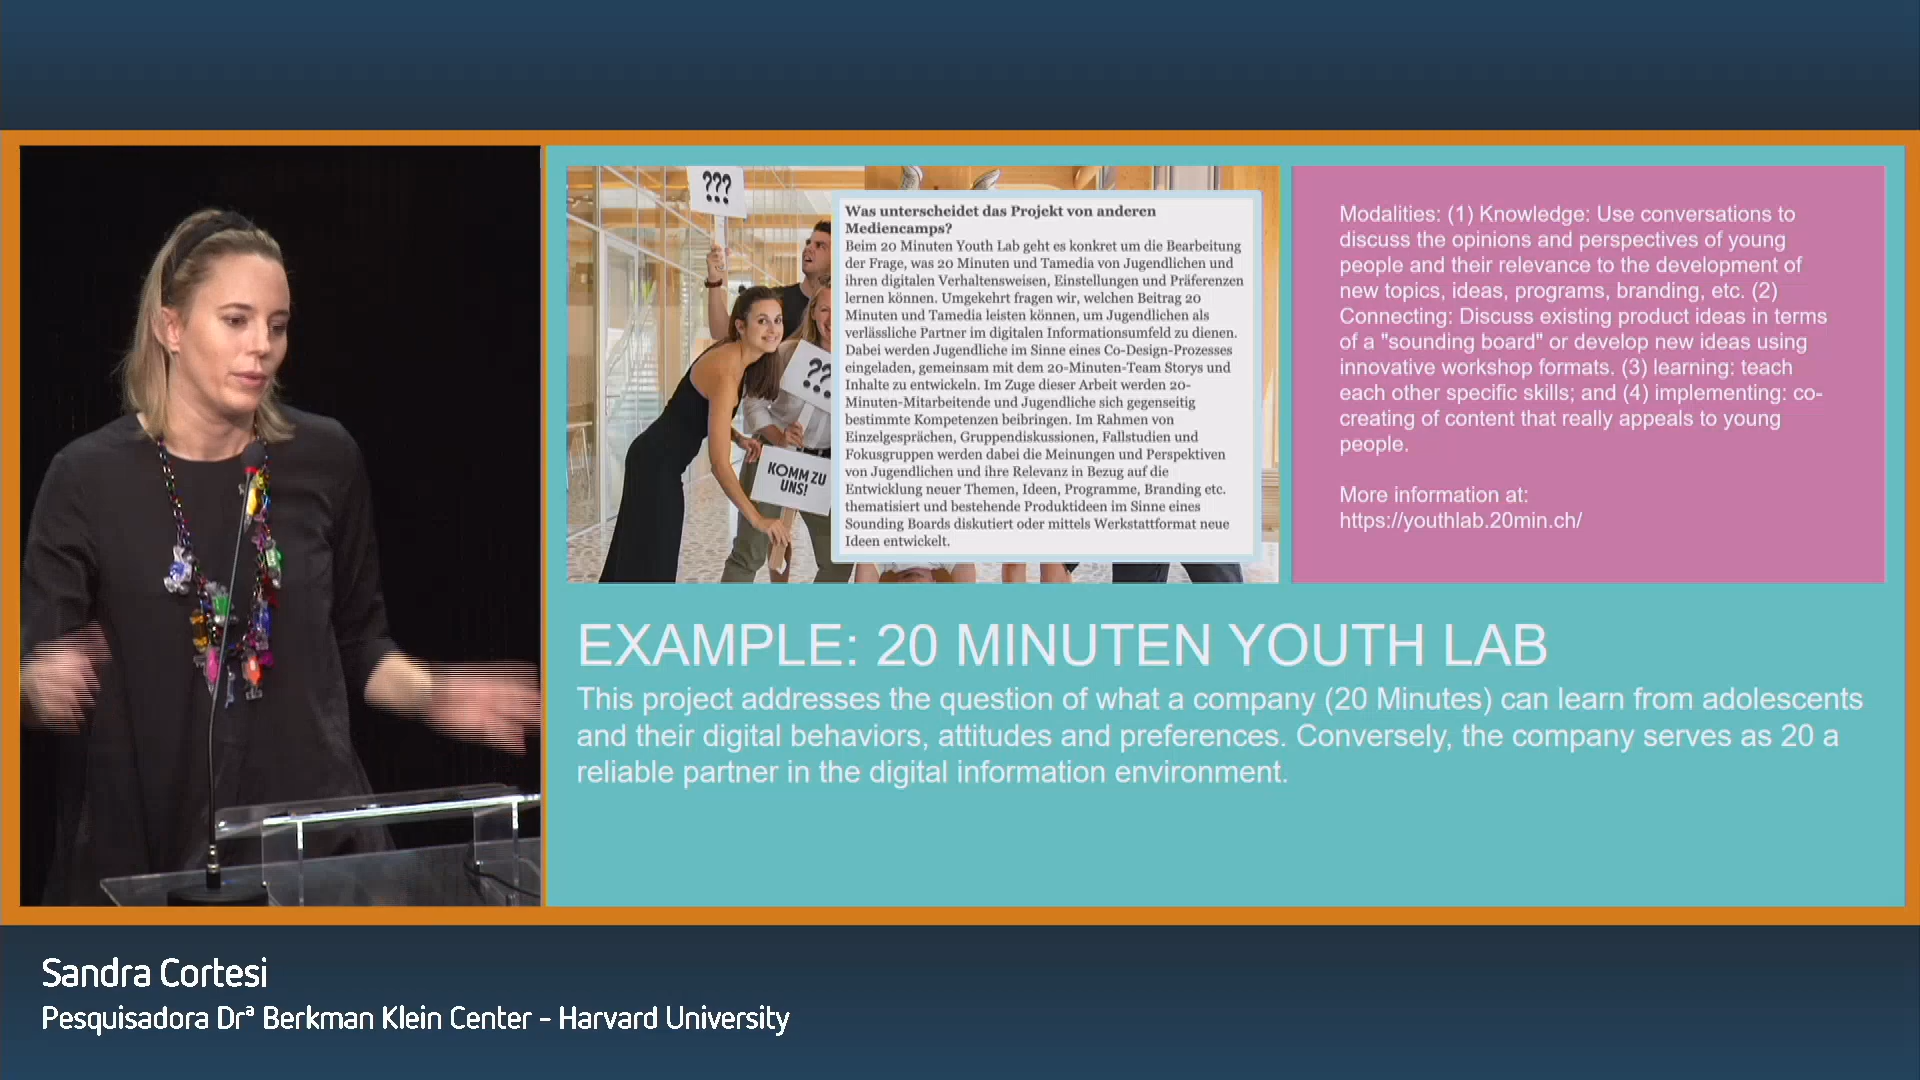 ???
??
KOMM ZU
UNS!
Was unterscheidet das Projekt von anderen
Mediencamps?
Beim 20 Minuten Youth Lab geht es konkret um die Bearbeitung
der Frage, was 20 Minuten und Tamedia von Jugendlichen und
ihren digitalen Verhaltensweisen, Einstellungen und Präferenzen
lernen können. Umgekehrt fragen wir, welchen Beitrag 20
Minuten und Tamedia leisten können, um Jugendlichen als
verlässliche Partner im digitalen Informationsumfeld zu dienen.
Dabei werden Jugendliche im Sinne eines Co-Design-Prozesses
eingeladen, gemeinsam mit dem 20-Minuten-Team Storys und
Inhalte zu entwickeln. Im Zuge dieser Arbeit werden 20-
Minuten-Mitarbeitende und Jugendliche sich gegenseitig
bestimmte Kompetenzen beibringen. Im Rahmen von
Einzelgesprächen, Gruppendiskussionen, Fallstudien und
Fokusgruppen werden dabei die Meinungen und Perspektiven
von Jugendlichen und ihre Relevanz in Bezug auf die
Entwicklung neuer Themen, Ideen, Programme, Branding etc.
thematisiert und bestehende Produktideen im Sinne eines
Sounding Boards diskutiert oder mittels Werkstattformat neue
Ideen entwickelt.
Modalities: (1) Knowledge: Use conversations to
discuss the opinions and perspectives of young
people and their relevance to the development of
new topics, ideas, programs, branding, etc. (2)
Connecting: Discuss existing product ideas in terms
of a "sounding board" or develop new ideas using
innovative workshop formats. (3) learning: teach
each other specific skills; and (4) implementing: co-
creating of content that really appeals to young
people.
More information at:
https://youthlab.20min.ch/
EXAMPLE: 20 MINUTEN YOUTH LAB
This project addresses the question of what a company (20 Minutes) can learn from adolescents
and their digital behaviors, attitudes and preferences. Conversely, the company serves as 20 a
reliable partner in the digital information environment.
Sandra Cortesi
Pesquisadora Drª Berkman Klein Center - Harvard University